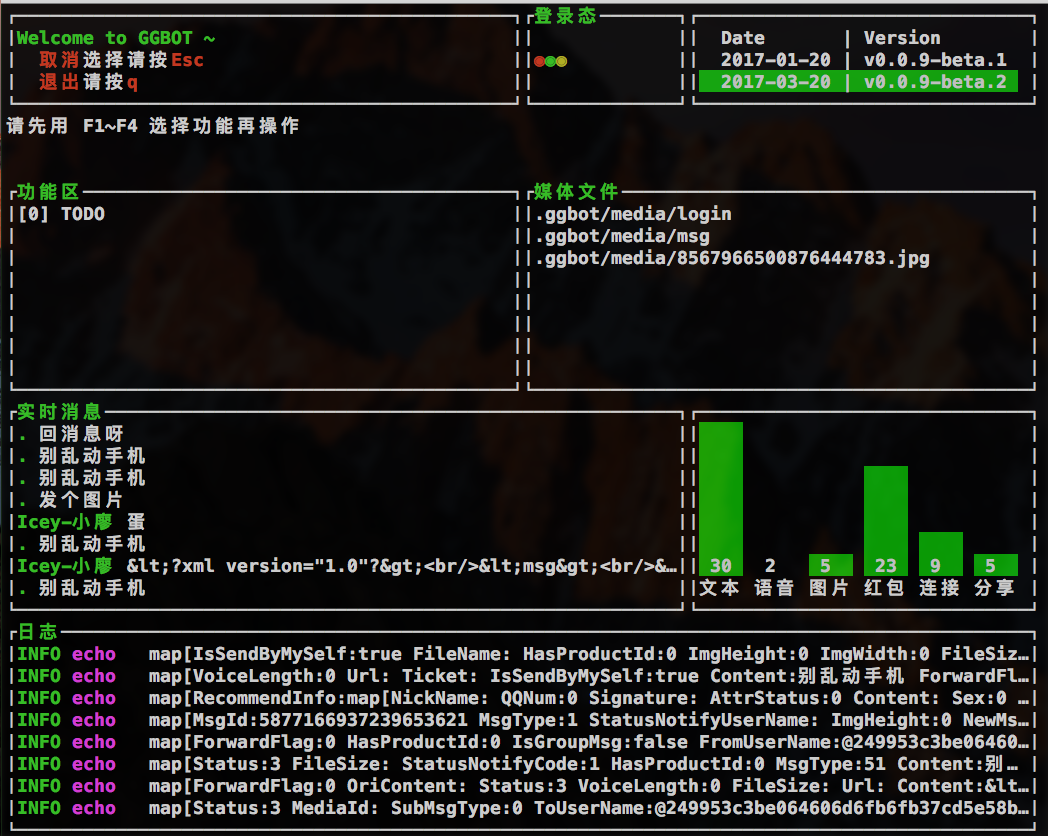 Welcome to GGBOT ~
取消选择请按Esc
退出请按q
登录态
Date | Version
2017-01-20 | v0.0.9-beta.1
2017-03-20 | v0.0.9-beta.2
请先用 F1~F4 选择功能再操作
功能区
[0] TODO
媒体文件
.ggbot/media/login
.ggbot/media/msg
.ggbot/media/8567966500876444783.jpg
实时消息
. 回消息呀
. 别乱动手机
. 别乱动手机
. 发个图片
Icey-小廖 蛋
. 别乱动手机
Icey-小廖 &lt;?xml version="1.0"?&gt;<br/>&lt;msg&gt;<br/>&…
. 别乱动手机
30 2 5 23 9 5
文本 语音 图片 红包 连接 分享
日志
INFO echo map[IsSendByMySelf:true FileName: HasProductId:0 ImgHeight:0 ImgWidth:0 FileSiz…
INFO echo map[VoiceLength:0 Url: Ticket: IsSendByMySelf:true Content:别乱动手机 ForwardFl…
INFO echo map[RecommendInfo:map[NickName: QQNum:0 Signature: AttrStatus:0 Content: Sex:0 …
INFO echo map[MsgId:5877166937239653621 MsgType:1 StatusNotifyUserName: ImgHeight:0 NewMs…
INFO echo map[ForwardFlag:0 HasProductId:0 IsGroupMsg:false FromUserName:@249953c3be06460…
INFO echo map[Status:3 FileSize: StatusNotifyCode:1 HasProductId:0 MsgType:51 Content:别…
INFO echo map[ForwardFlag:0 OriContent: Status:3 VoiceLength:0 FileSize: Url: Content:&lt…
INFO echo map[Status:3 MediaId: SubMsgType:0 ToUserName:@249953c3be064606d6fb6fb37cd5e58b…